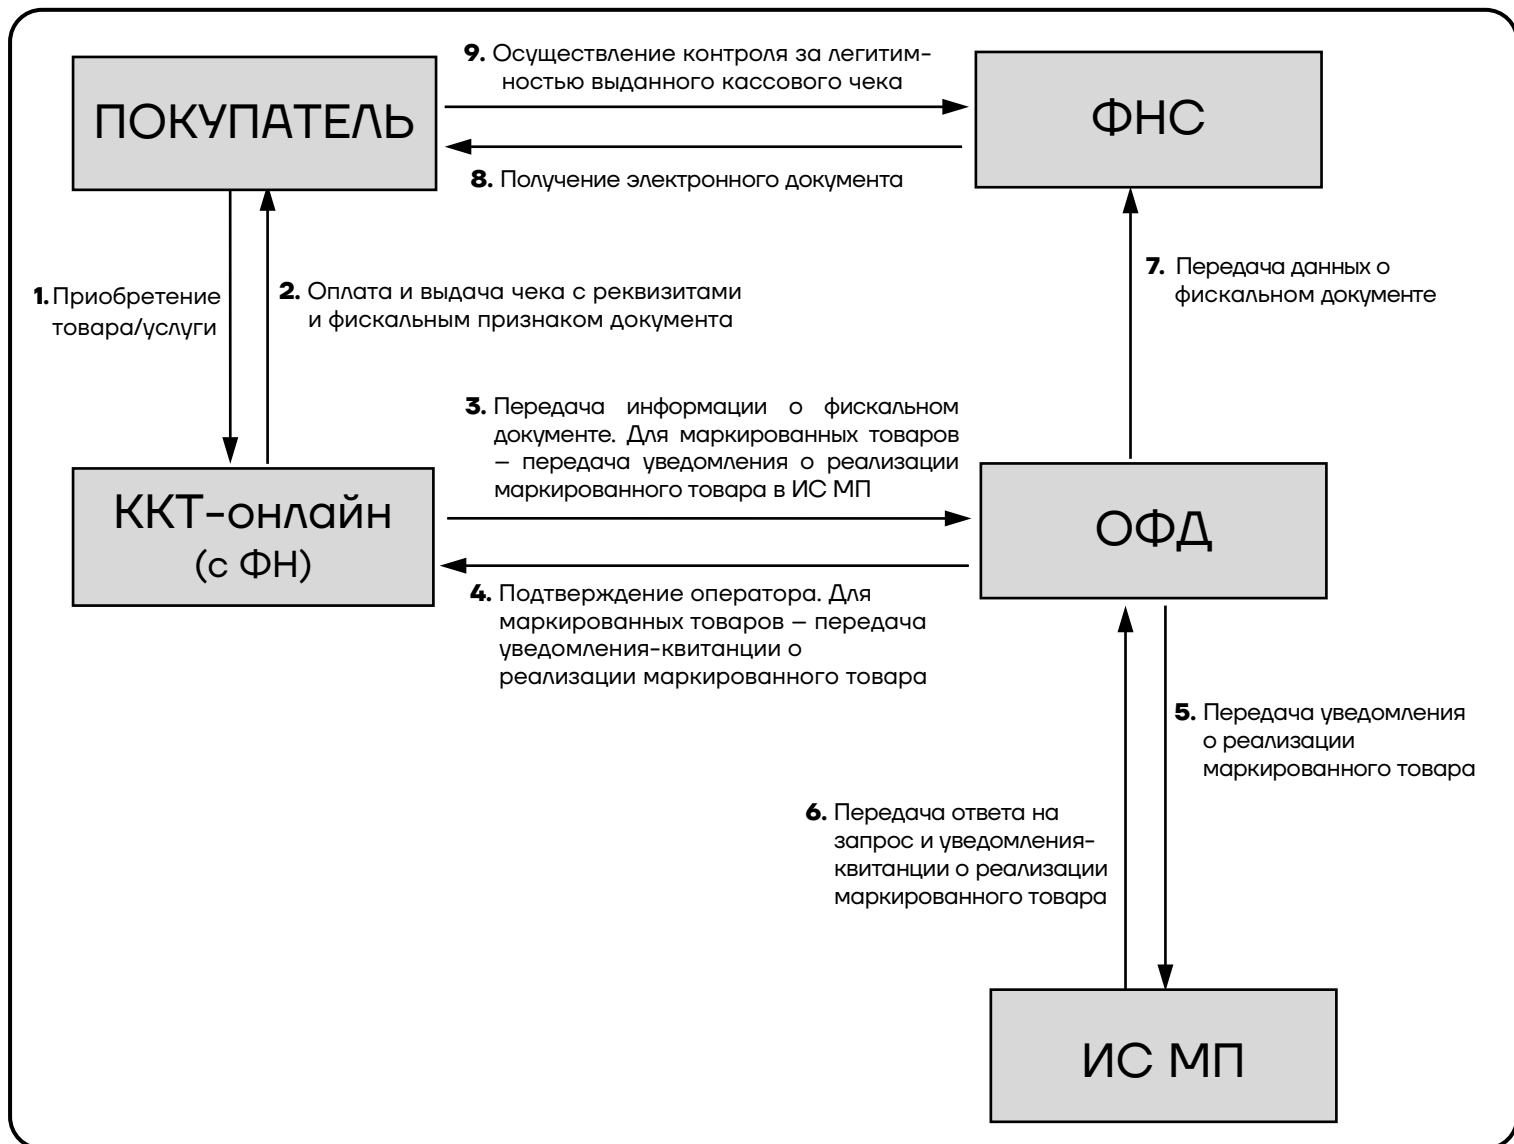 ПОКУПАТЕЛЬ
9. Осуществление контроля за легитим-
ностью выданного кассового чека
ФНС
8. Получение электронного документа
1. Приобретение
товара/услуги
2. Оплата и выдача чека с реквизитами
и фискальным признаком документа
7. Передача данных о
фискальном документе
3. Передача информации о фискальном
документе. Для маркированных товаров
– передача уведомления о реализации
маркированного товара в ИС МП
ККТ-онлайн
(с ФН)
ОФД
4. Подтверждение оператора. Для
маркированных товаров – передача
уведомления-квитанции о
реализации маркированного товара
5. Передача уведомления
о реализации
маркированного товара
6. Передача ответа на
запрос и уведомления-
квитанции о реализации
маркированного товара
ИС МП